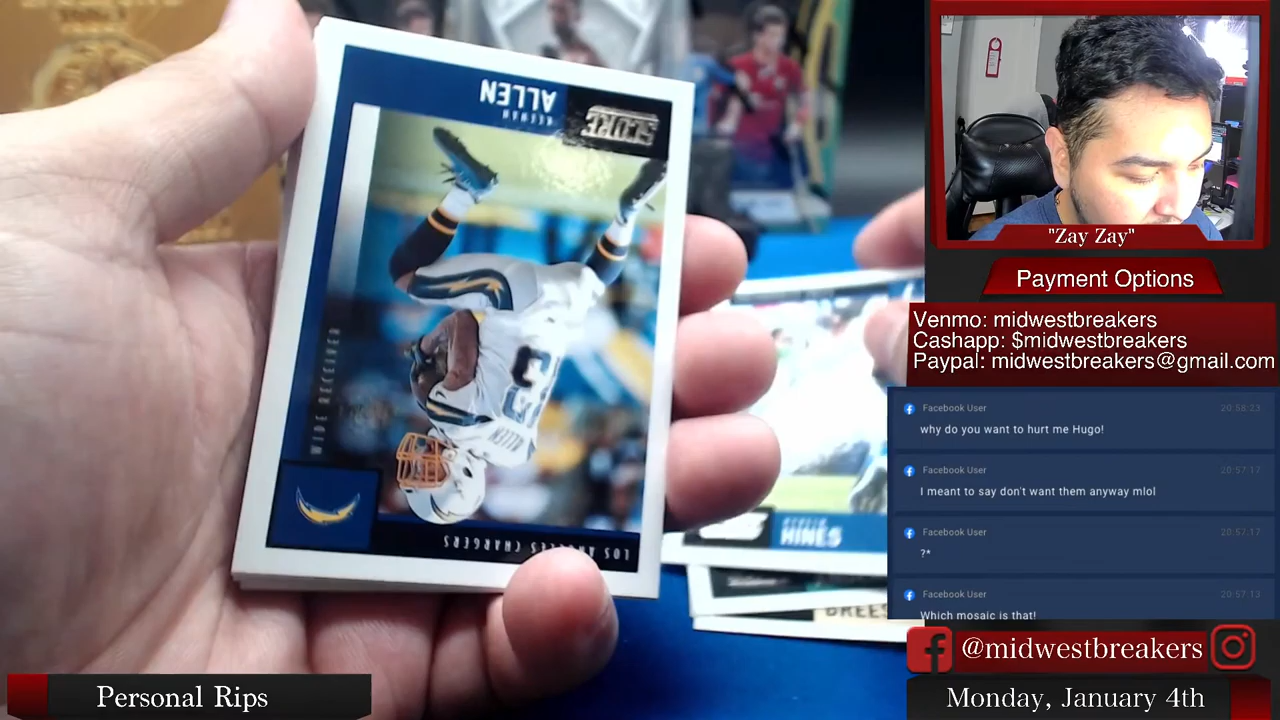 KEENAN
ALLEN
SCORE
WIDE RECEIVER
LOS ANGELES CHARGERS
ALLEN
13
HINES
BREES
"Zay Zay"
Payment Options
Venmo: midwestbreakers
Cashapp: $midwestbreakers
Paypal: midwestbreakers@gmail.com
Facebook User 20:58:23
why do you want to hurt me Hugo!
Facebook User 20:57:17
I meant to say don't want them anyway mlol
Facebook User 20:57:17
?*
Facebook User 20:57:13
Which mosaic is that!
@midwestbreakers
Personal Rips
Monday, January 4th